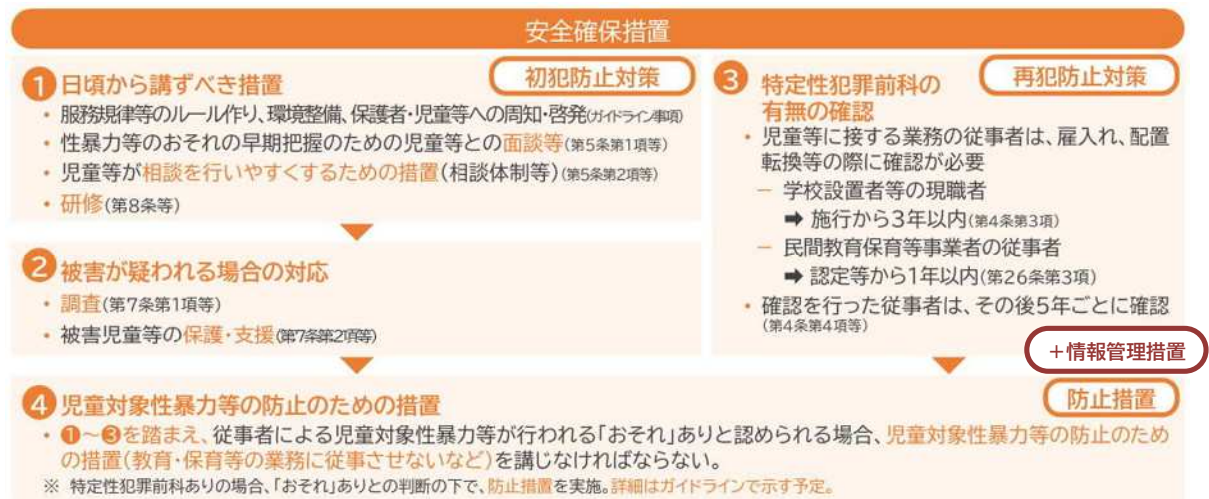 安全確保措置
❶日頃から講ずべき措置
初犯防止対策
• 服務規律等のルール作り、環境整備、保護者・児童等への周知・啓発(ガイドライン事項)
• 性暴力等のおそれの早期把握のための児童等との面談等(第5条第1項等)
• 児童等が相談を行いやすくするための措置(相談体制等)(第5条第2項等)
• 研修(第8条等)
❷被害が疑われる場合の対応
• 調査(第7条第1項等)
• 被害児童等の保護・支援(第7条第2項等)
❸特定性犯罪前科の
有無の確認
再犯防止対策
• 児童等に接する業務の従事者は、雇入れ、配置
転換等の際に確認が必要
− 学校設置者等の現職者
➡ 施行から3年以内(第4条第3項)
− 民間教育保育等事業者の従事者
➡ 認定等から1年以内(第26条第3項)
• 確認を行った従事者は、その後5年ごとに確認
(第4条第4項等)
+情報管理措置
❹児童対象性暴力等の防止のための措置
防止措置
• ❶~❸を踏まえ、従事者による児童対象性暴力等が行われる「おそれ」ありと認められる場合、児童対象性暴力等の防止のため
の措置(教育・保育等の業務に従事させないなど)を講じなければならない。
※ 特定性犯罪前科ありの場合、「おそれ」ありとの判断の下で、防止措置を実施。詳細はガイドラインで示す予定。